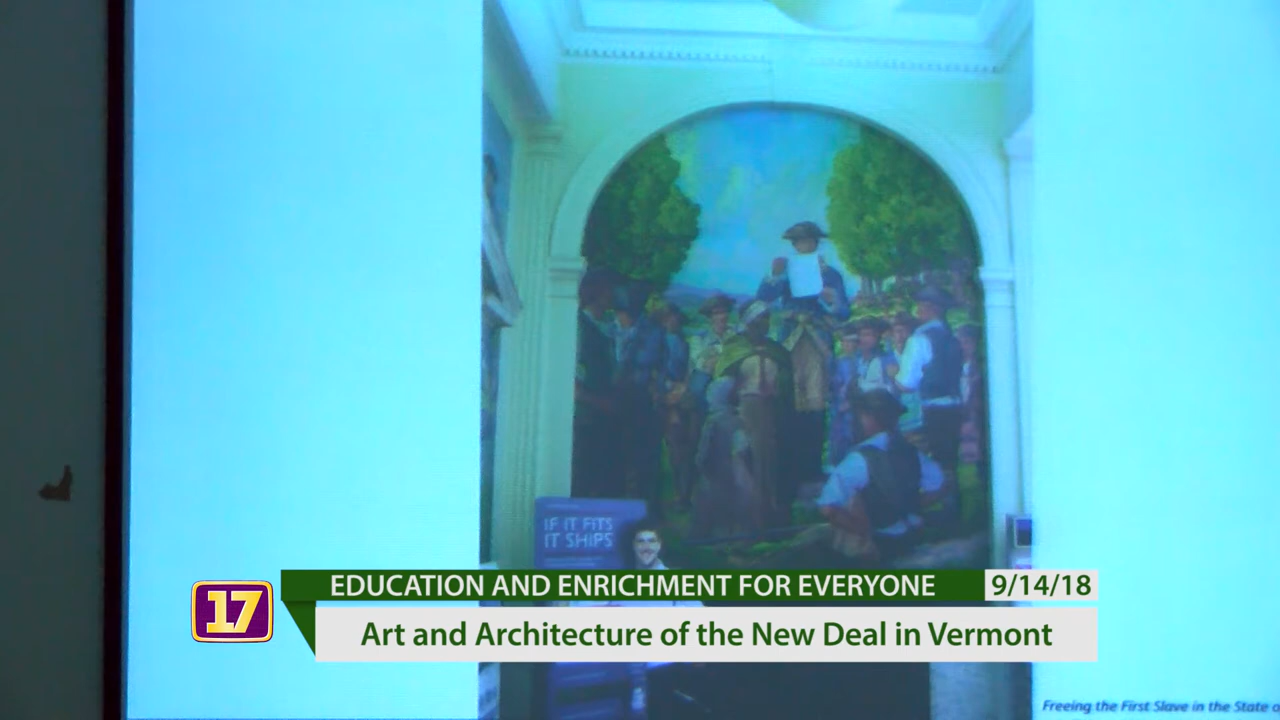 IF IT FITS
IT SHIPS
EDUCATION AND ENRICHMENT FOR EVERYONE
9/14/18
17
Art and Architecture of the New Deal in Vermont
Freeing the First Slave in the State o